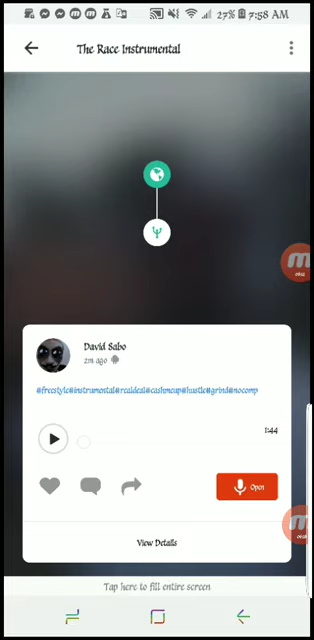 27% 7:58 AM
The Race Instrumental
David Sabo
2m ago
#freestyle#instrumental#realdeal#cashmeup#hustle#grind#nocomp
1:44
Open
View Details
Tap here to fill entire screen